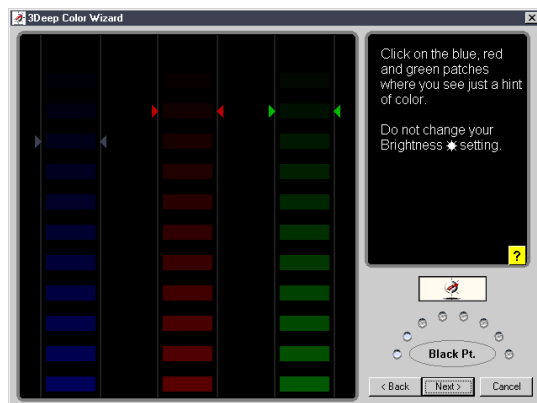 3Deep Color Wizard
Click on the blue, red
and green patches
where you see just a hint
of color.
Do not change your
Brightness setting.
?
Black Pt.
< Back Next > Cancel